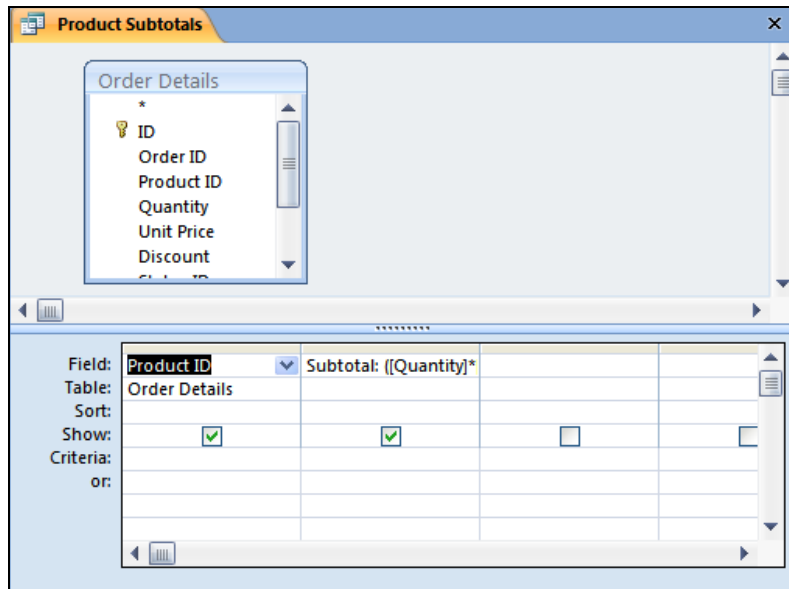 Product Subtotals
Order Details
*
ID
Order ID
Product ID
Quantity
Unit Price
Discount
Field: Product ID Subtotal: ([Quantity]*
Table: Order Details
Sort:
Show:
Criteria:
or: